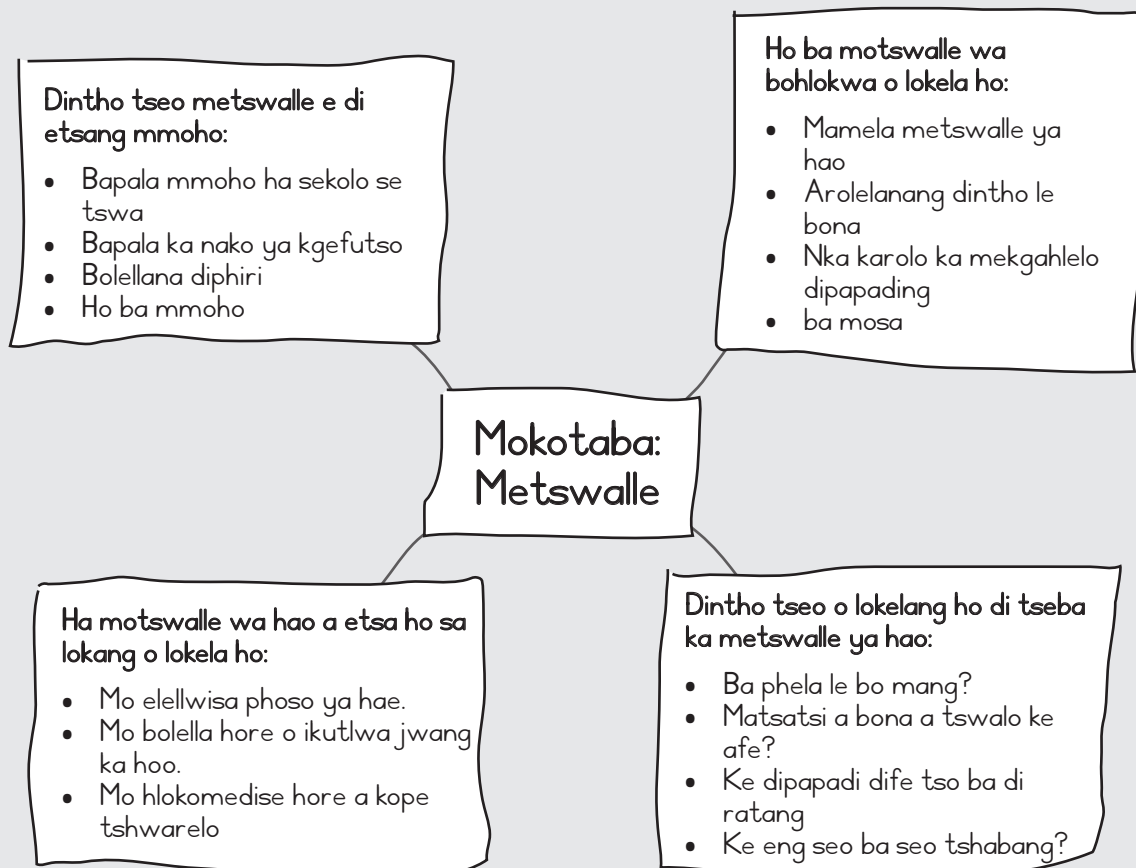 Dintho tseo metswalle e di
etsang mmoho:
• Bapala mmoho ha sekolo se
tswa
• Bapala ka nako ya kgefutso
• Bolellana diphiri
• Ho ba mmoho
Ho ba motswalle wa
bohlokwa o lokela ho:
• Mamela metswalle ya
hao
• Arolelanang dintho le
bona
• Nka karolo ka mekgahlelo
dipapading
• ba mosa
Mokotaba:
Metswalle
Ha motswalle wa hao a etsa ho sa
lokang o lokela ho:
• Mo elellwisa phoso ya hae.
• Mo bolella hore o ikutlwa jwang
ka hoo.
• Mo hlokomedise hore a kope
tshwarelo
Dintho tseo o lokelang ho di tseba
ka metswalle ya hao:
• Ba phela le bo mang?
• Matsatsi a bona a tswalo ke
afe?
• Ke dipapadi dife tso ba di
ratang
• Ke eng seo ba seo tshabang?